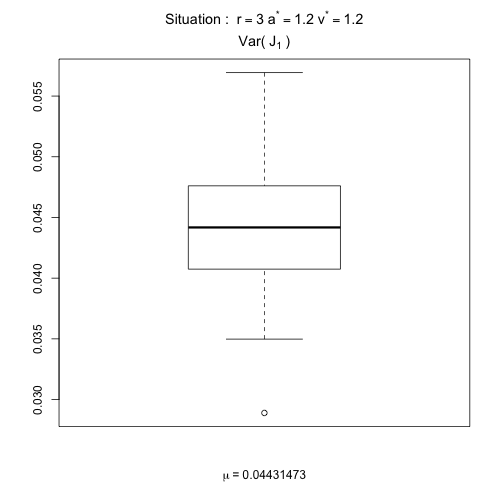 Situation : r = 3 a* = 1.2 v* = 1.2
Var( J₁ )
0.055
0.050
0.045
0.040
0.035
0.030
μ = 0.04431473